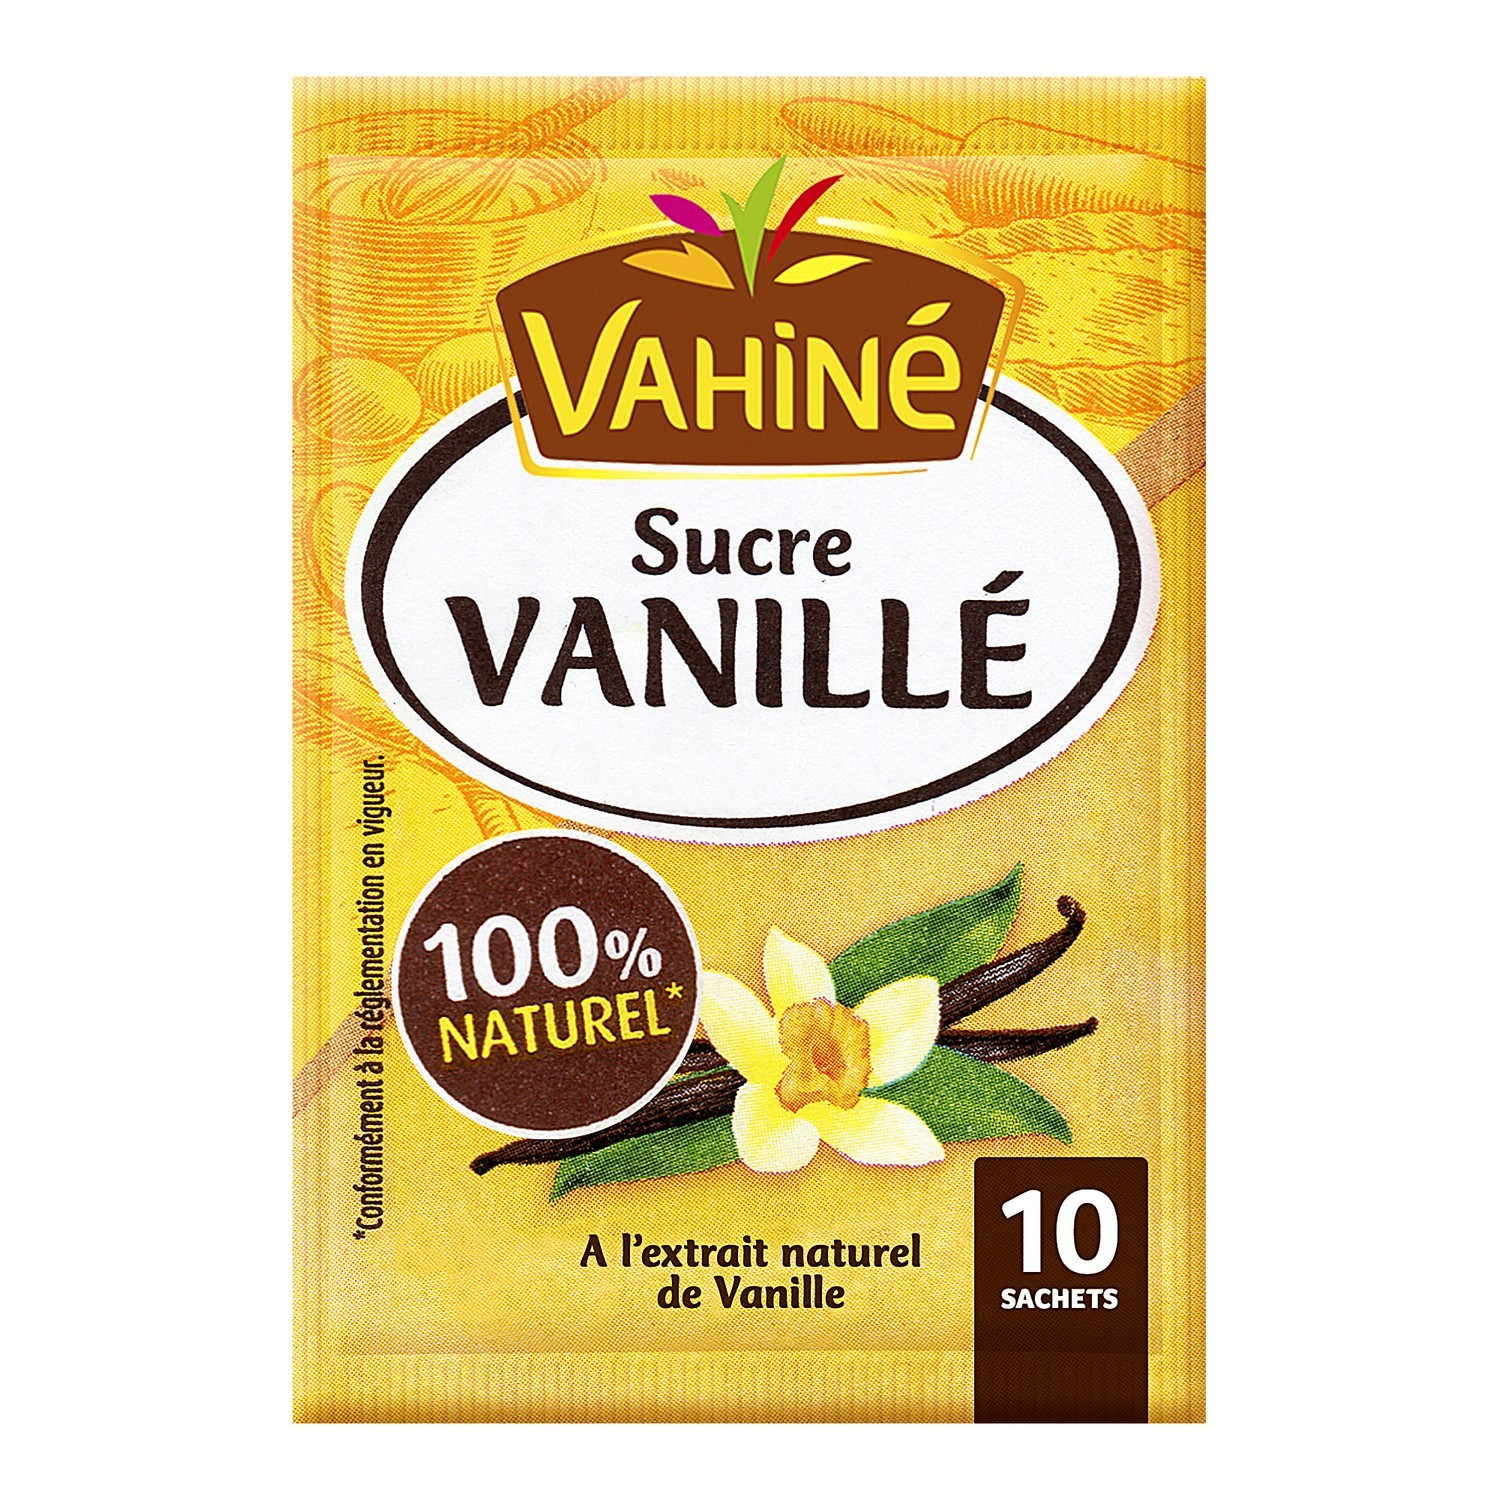 VAHINÉ
Sucre
VANILLÉ
100%
NATUREL*
*Conformément à la réglementation en vigueur.
A l'extrait naturel
de Vanille
10
SACHETS